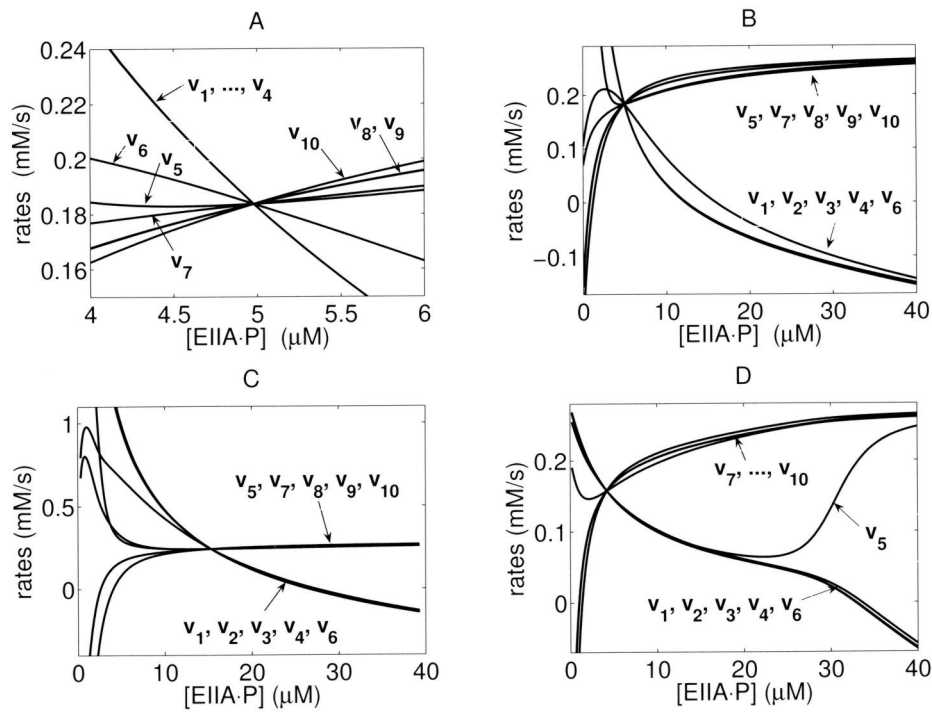 A
0.24
0.22
0.2
0.18
0.16
rates (mM/s)
v1, ..., v4
v6
v5
v7
v10
v8, v9
4
4.5
5
5.5
6
[EIIA·P] (μM)
B
0.2
0.1
0
−0.1
rates (mM/s)
v5, v7, v8, v9, v10
v1, v2, v3, v4, v6
0
10
20
30
40
[EIIA·P] (μM)
C
1
0.5
0
rates (mM/s)
v5, v7, v8, v9, v10
v1, v2, v3, v4, v6
0
10
20
30
40
[EIIA·P] (μM)
D
0.2
0.1
0
rates (mM/s)
v7, ..., v10
v5
v1, v2, v3, v4, v6
0
10
20
30
40
[EIIA·P] (μM)